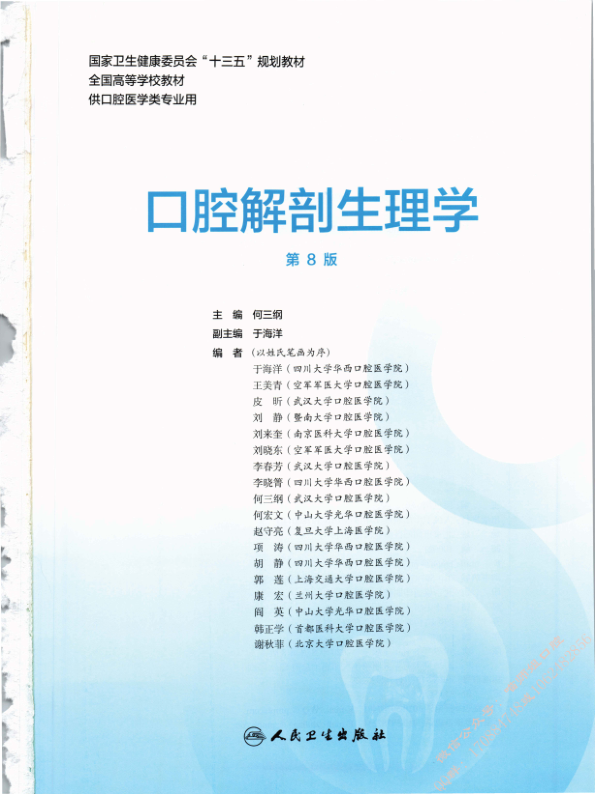 国家卫生健康委员会“十三五”规划教材
全国高等学校教材
供口腔医学类专业用
口腔解剖生理学
第 8 版
主 编 何三纲
副主编 于海洋
编 者 (以姓氏笔画为序)
于海洋(四川大学华西口腔医学院)
王美青(空军军医大学口腔医学院)
皮 昕(武汉大学口腔医学院)
刘 静(暨南大学口腔医学院)
刘来奎(南京医科大学口腔医学院)
刘晓东(空军军医大学口腔医学院)
李春芳(武汉大学口腔医学院)
李晓箐(四川大学华西口腔医学院)
何三纲(武汉大学口腔医学院)
何宏文(中山大学光华口腔医学院)
赵守亮(复旦大学上海医学院)
项 涛(四川大学华西口腔医学院)
胡 静(四川大学华西口腔医学院)
郭 莲(上海交通大学口腔医学院)
康 宏(兰州大学口腔医学院)
阎 英(中山大学光华口腔医学院)
韩正学(首都医科大学口腔医学院)
谢秋菲(北京大学口腔医学院)
人民卫生出版社